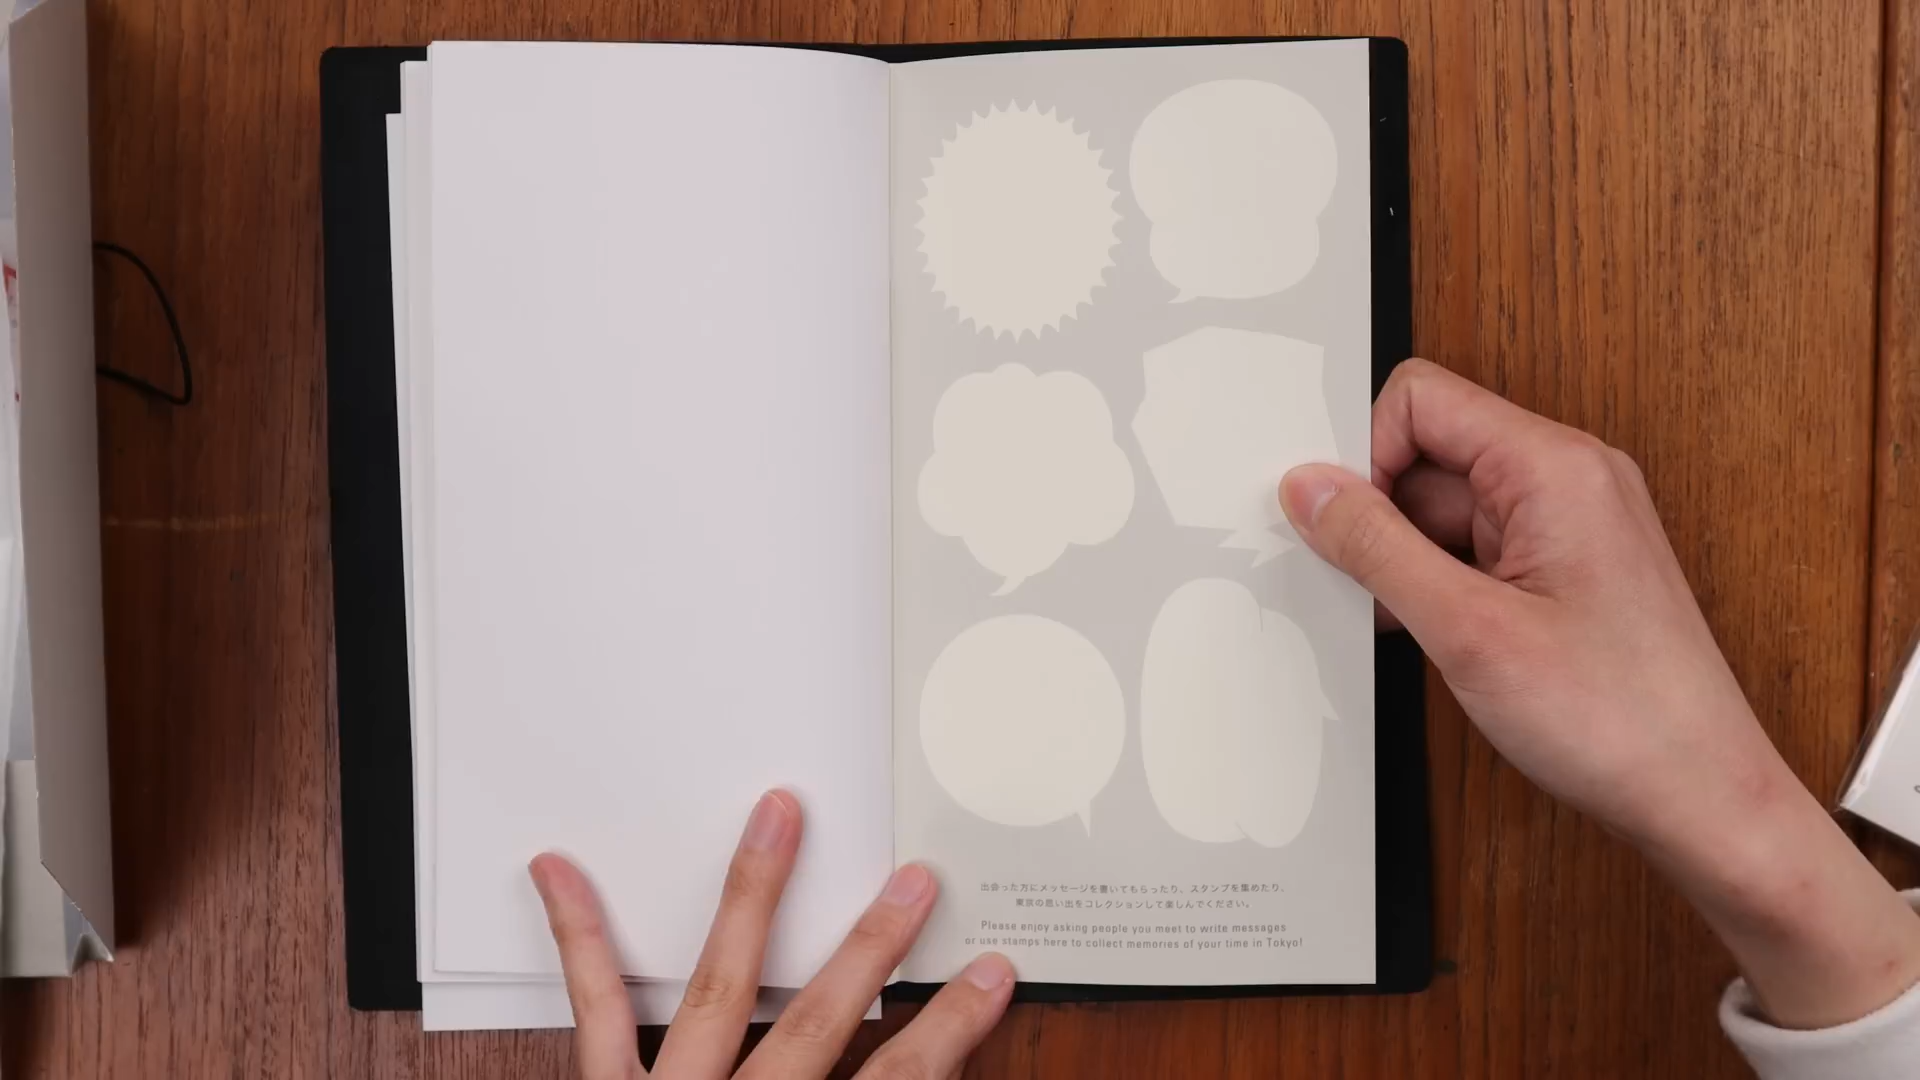 出会った方にメッセージを書いてもらったり、スタンプを集めたり、
東京の思い出をコレクションして楽しんでください。
Please enjoy asking people you meet to write messages
or use stamps here to collect memories of your time in Tokyo!